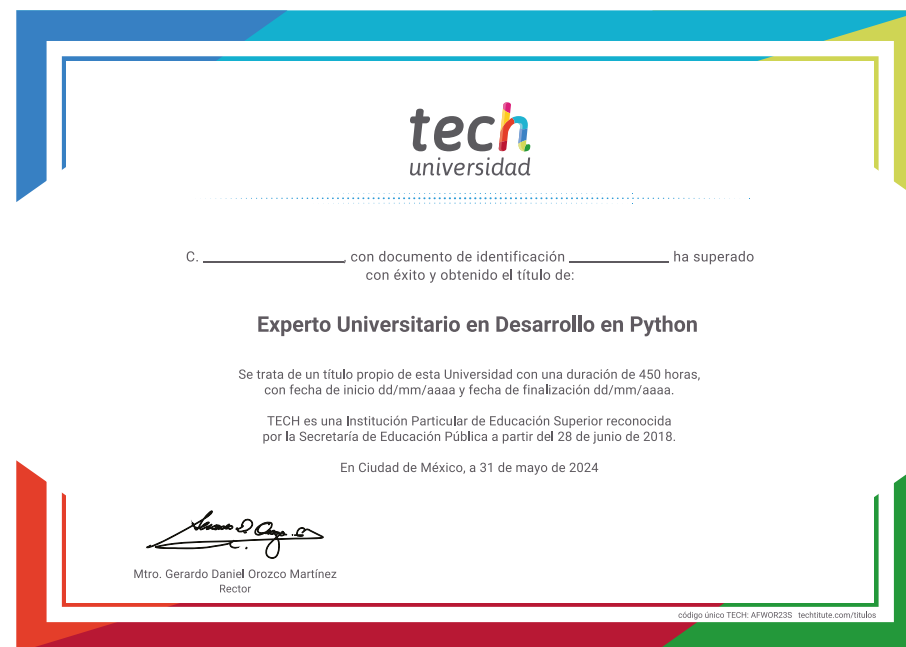 tech
universidad
C. ____________________, con documento de identificación ______________ ha superado
con éxito y obtenido el título de:
Experto Universitario en Desarrollo en Python
Se trata de un título propio de esta Universidad con una duración de 450 horas,
con fecha de inicio dd/mm/aaaa y fecha de finalización dd/mm/aaaa.
TECH es una Institución Particular de Educación Superior reconocida
por la Secretaría de Educación Pública a partir del 28 de junio de 2018.
En Ciudad de México, a 31 de mayo de 2024
Mtro. Gerardo Daniel Orozco Martínez
Rector
código único TECH: AFWOR23S techtitute.com/titulos